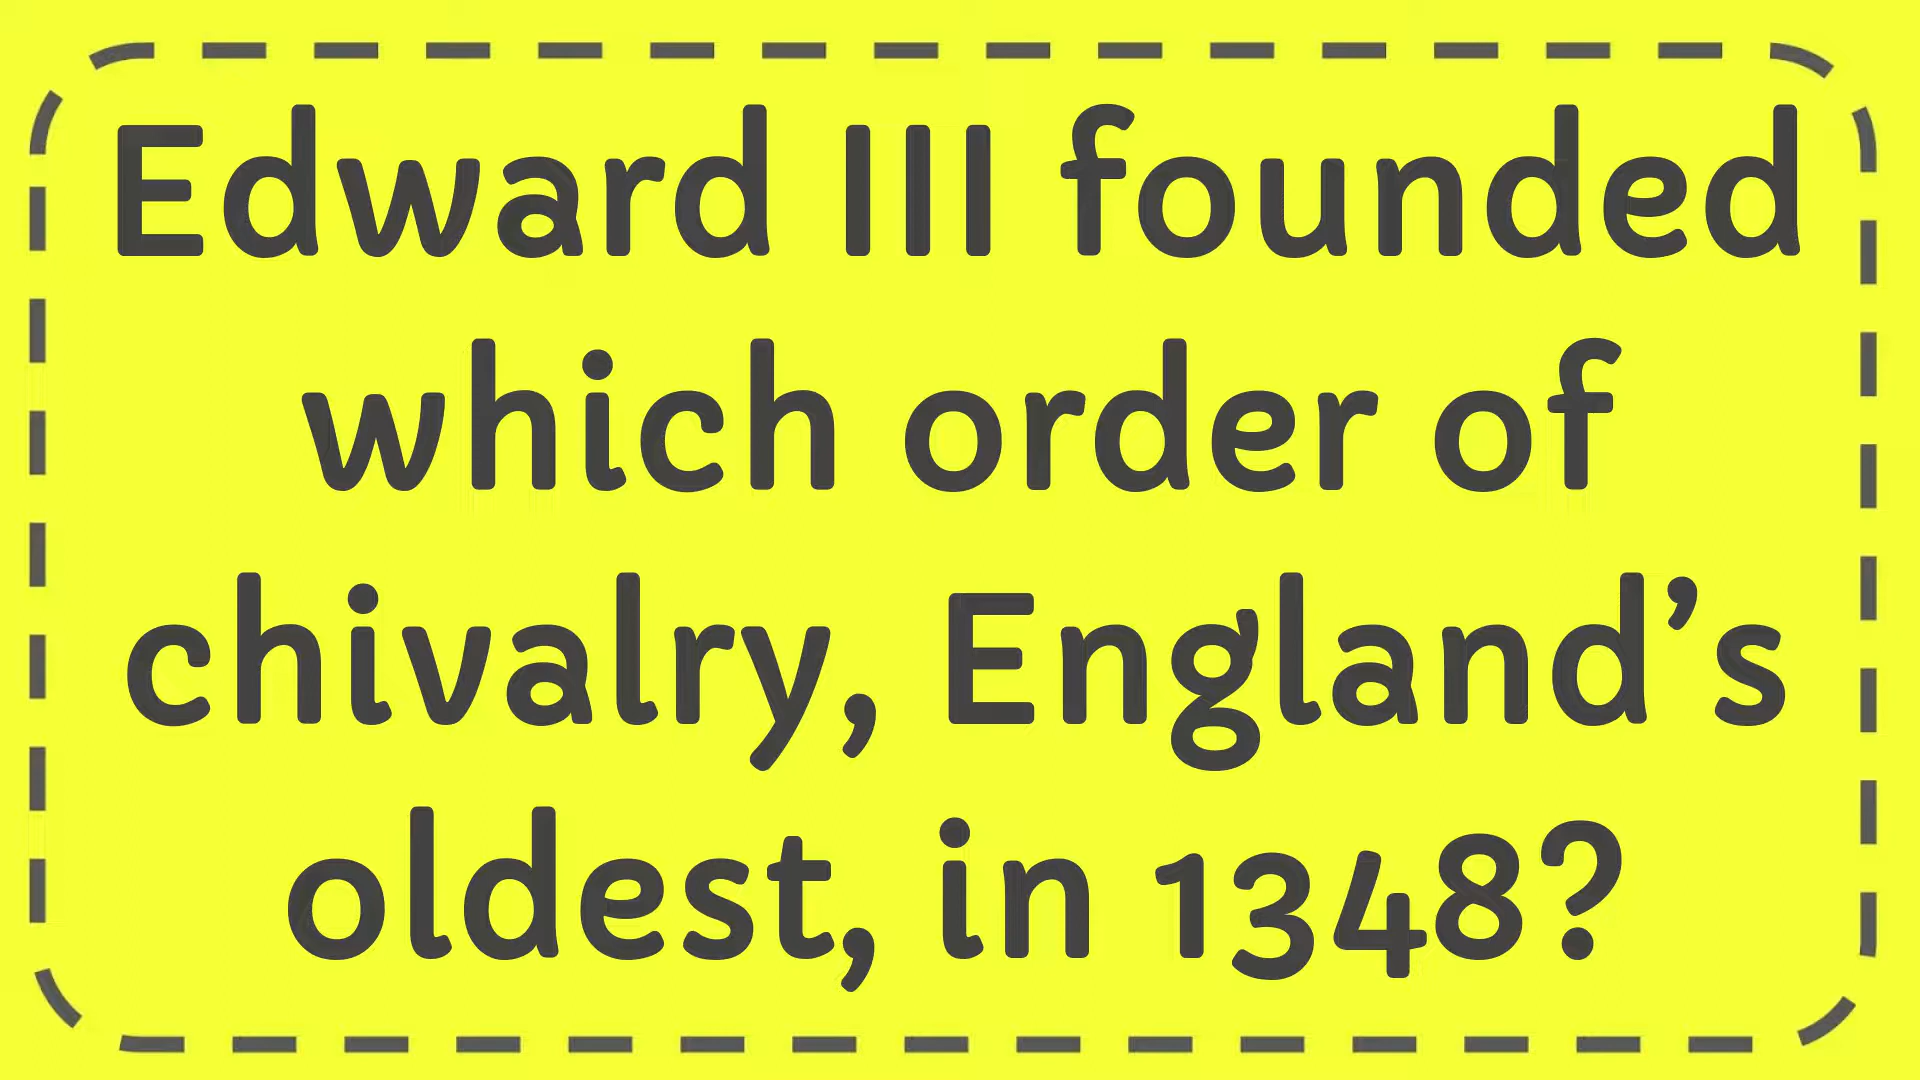 Edward III founded
which order of
chivalry, England’s
oldest, in 1348?